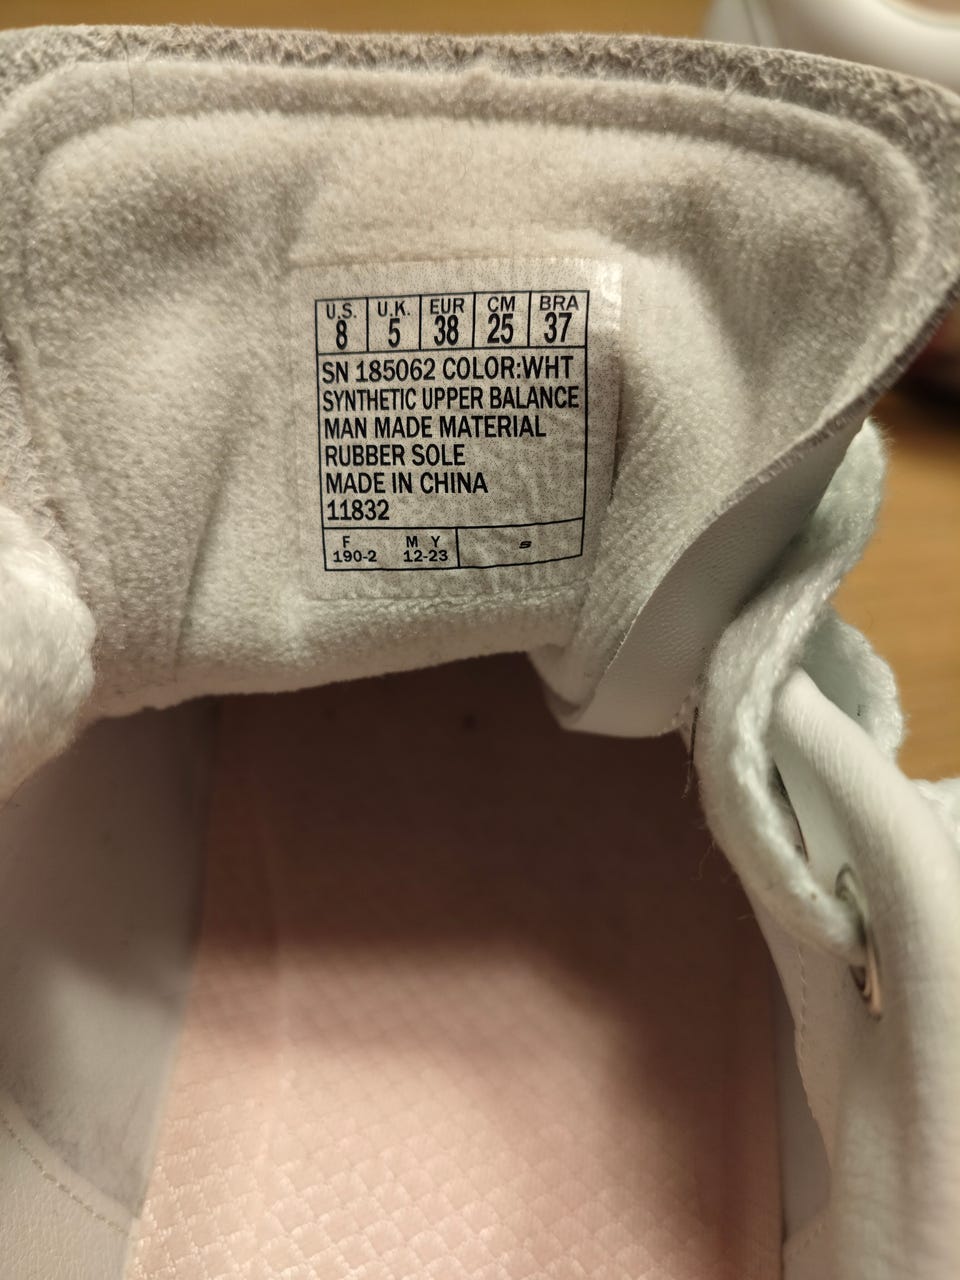 U.S. U.K. EUR CM BRA
8 5 38 25 37
SN 185062 COLOR:WHT
SYNTHETIC UPPER BALANCE
MAN MADE MATERIAL
RUBBER SOLE
MADE IN CHINA
11832
F M Y
190-2 12-23
S